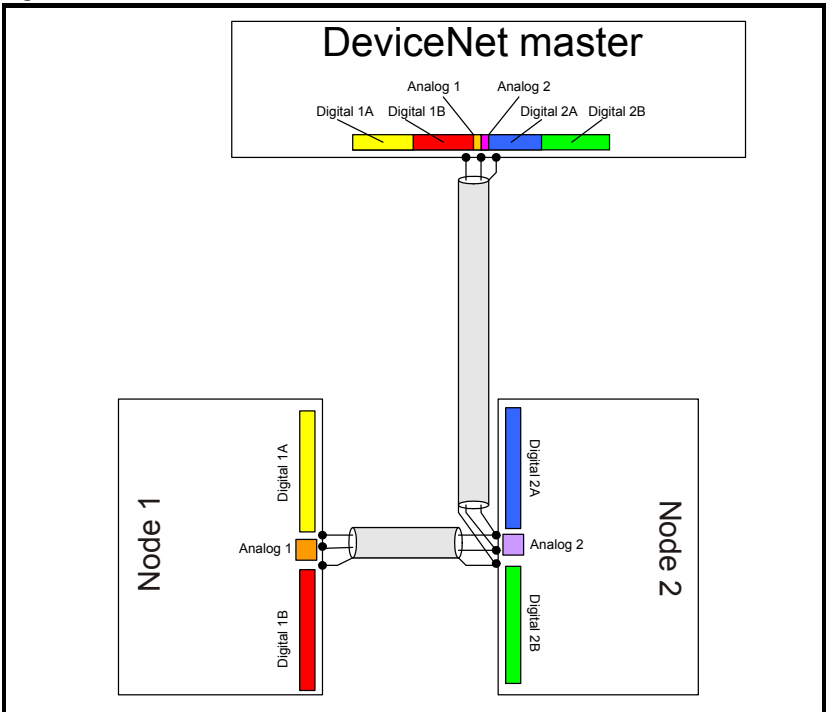 DeviceNet master
Analog 1
Analog 2
Digital 1A
Digital 1B
Digital 2A
Digital 2B
Node 1
Digital 1A
Analog 1
Digital 1B
Digital 2A
Analog 2
Digital 2B
Node 2